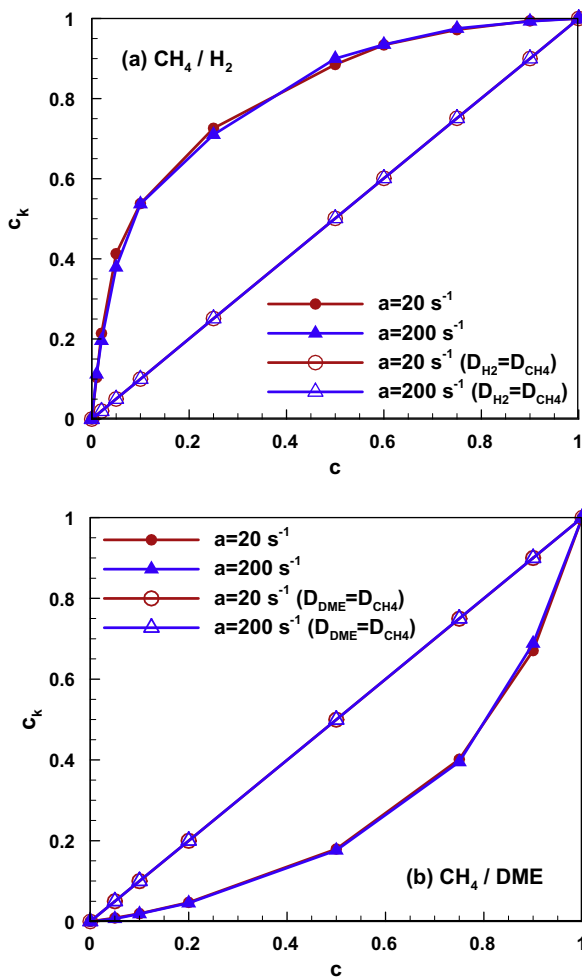 1
0.8
0.6
0.4
0.2
0
c_k
(a) CH₄ / H₂
a=20 s⁻¹
a=200 s⁻¹
a=20 s⁻¹ (D_H2=D_CH4)
a=200 s⁻¹ (D_H2=D_CH4)
0 0.2 0.4 0.6 0.8 1
c
1
0.8
0.6
0.4
0.2
0
c_k
a=20 s⁻¹
a=200 s⁻¹
a=20 s⁻¹ (D_DME=D_CH4)
a=200 s⁻¹ (D_DME=D_CH4)
(b) CH₄ / DME
0 0.2 0.4 0.6 0.8 1
c